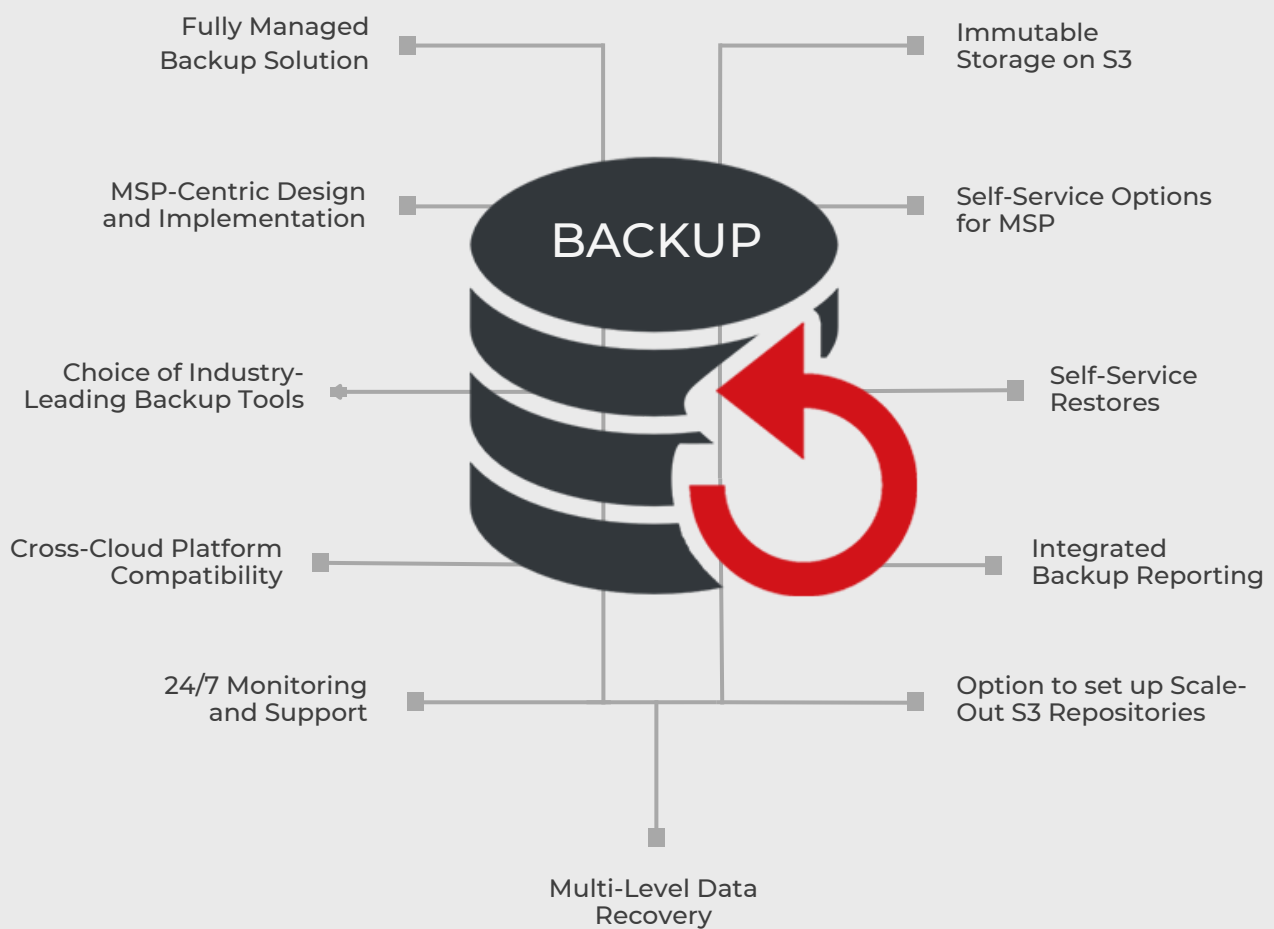 Fully Managed
Backup Solution
Immutable
Storage on S3
MSP-Centric Design
and Implementation
BACKUP
Self-Service Options
for MSP
Choice of Industry-
Leading Backup Tools
Self-Service
Restores
Cross-Cloud Platform
Compatibility
Integrated
Backup Reporting
24/7 Monitoring
and Support
Option to set up Scale-
Out S3 Repositories
Multi-Level Data
Recovery